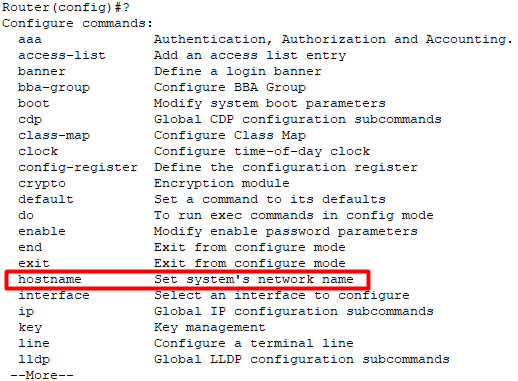 Router(config)#?
Configure commands:
  aaa              Authentication, Authorization and Accounting.
  access-list      Add an access list entry
  banner           Define a login banner
  bba-group        Configure BBA Group
  boot             Modify system boot parameters
  cdp              Global CDP configuration subcommands
  class-map        Configure Class Map
  clock            Configure time-of-day clock
  config-register  Define the configuration register
  crypto           Encryption module
  default          Set a command to its defaults
  do               To run exec commands in config mode
  enable           Modify enable password parameters
  end              Exit from configure mode
  exit             Exit from configure mode
  hostname         Set system's network name
  interface        Select an interface to configure
  ip               Global IP configuration subcommands
  key              Key management
  line             Configure a terminal line
  lldp             Global LLDP configuration subcommands
 --More--